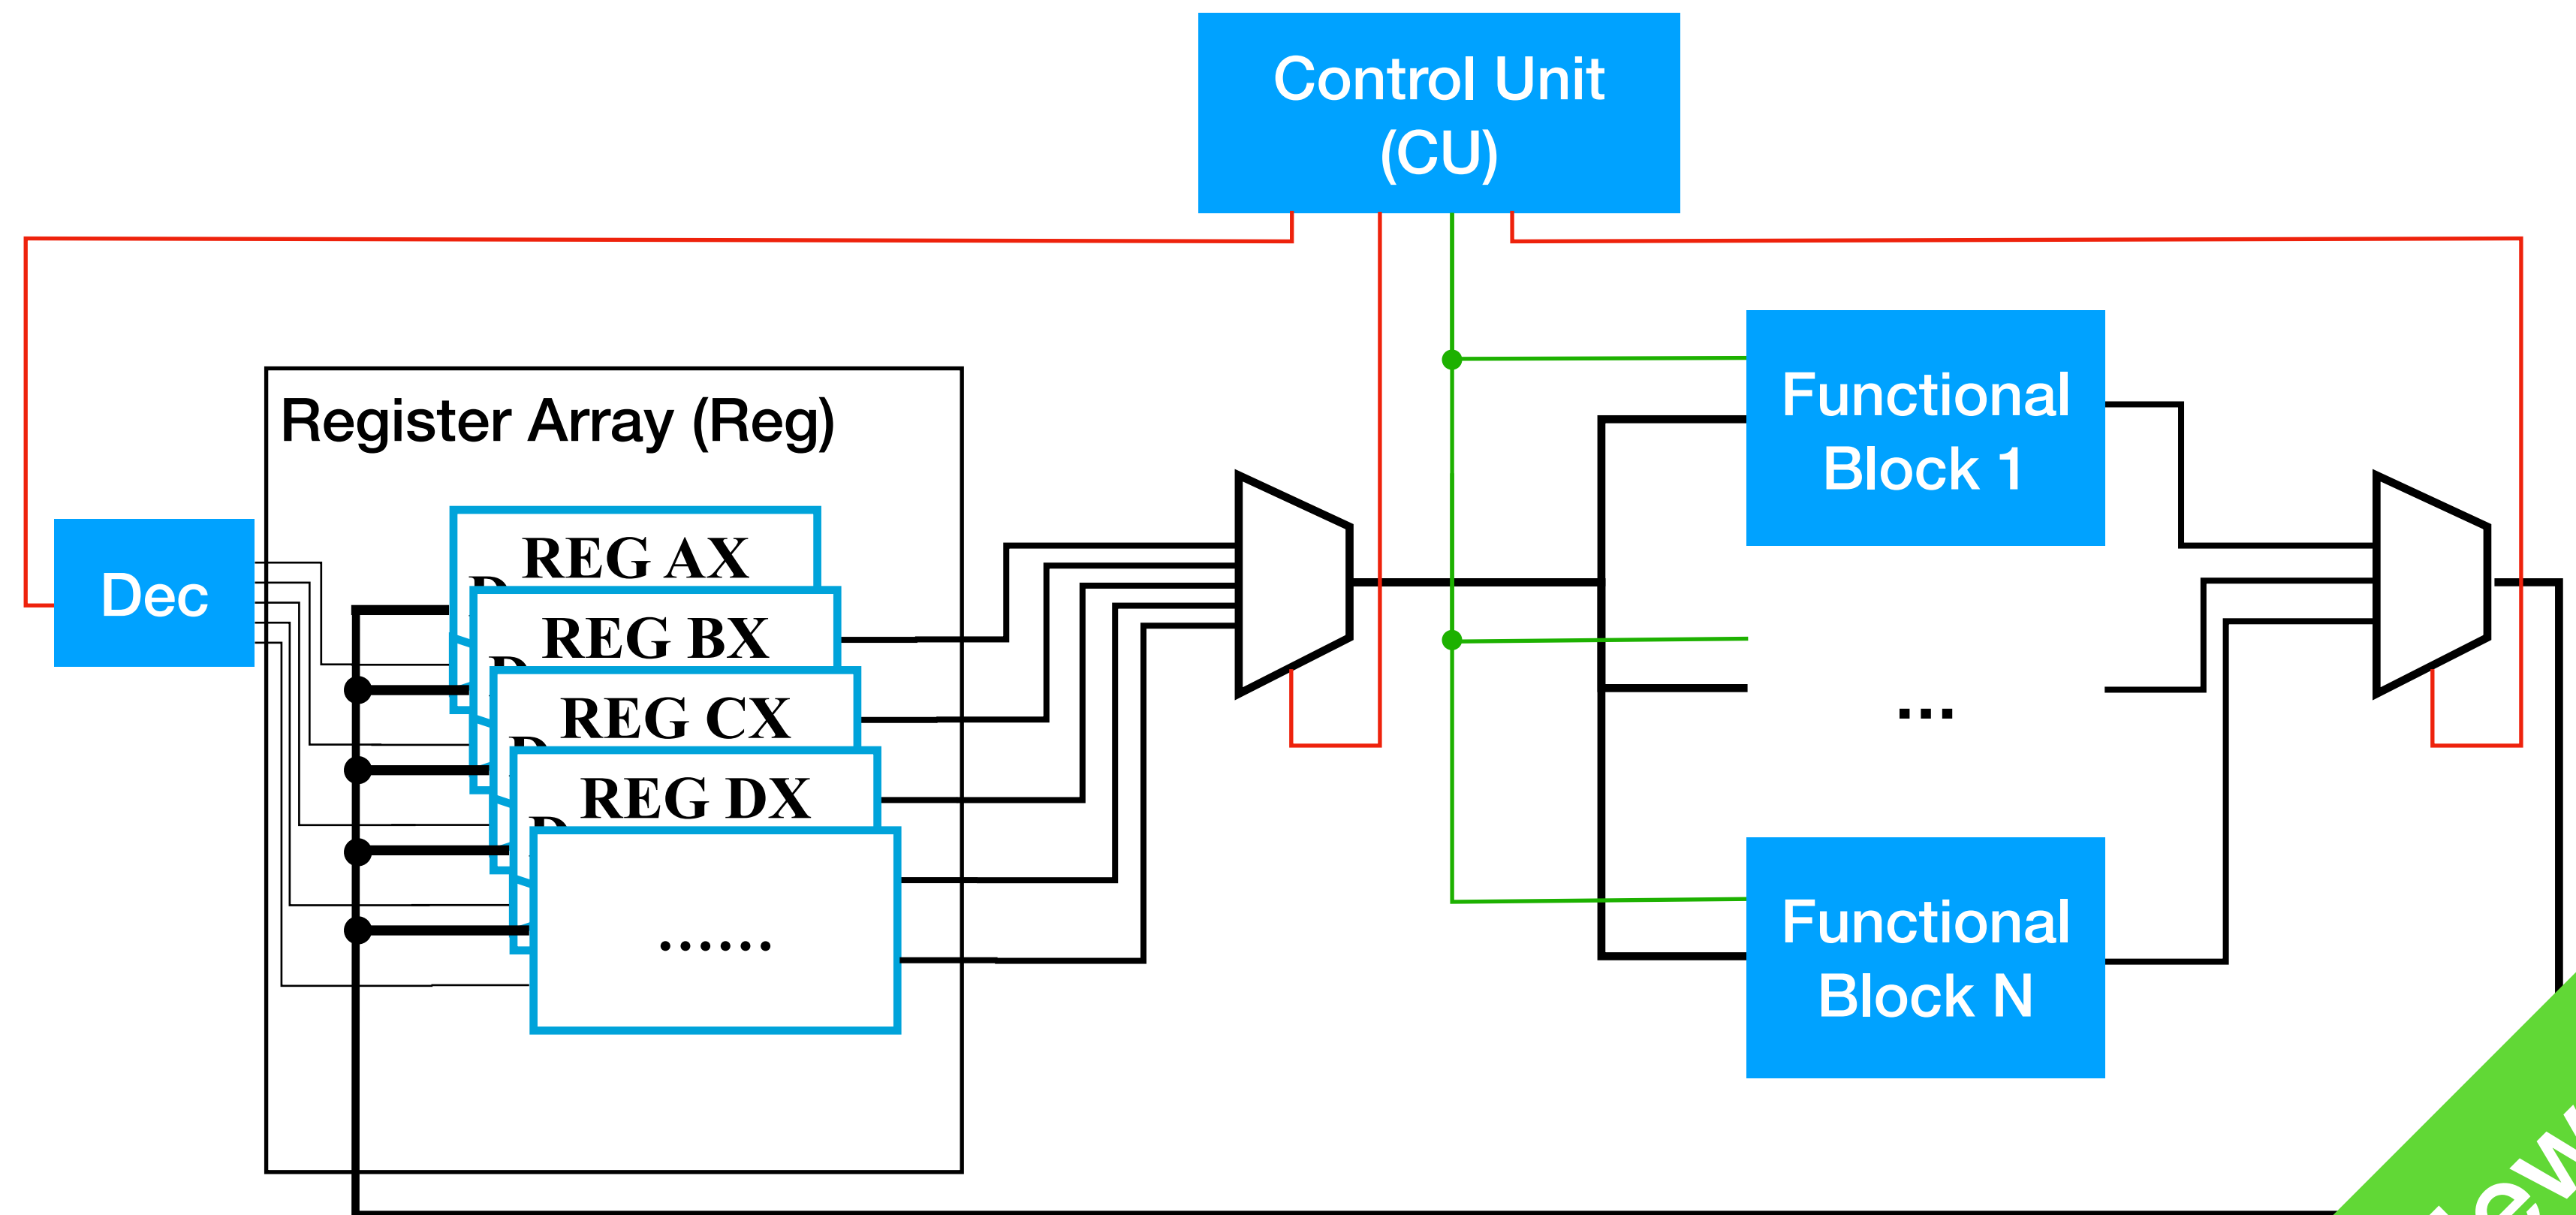 Control Unit
(CU)
Register Array (Reg)
Dec
REG AX
REG BX
REG CX
REG DX
......
Functional
Block 1
...
Functional
Block N